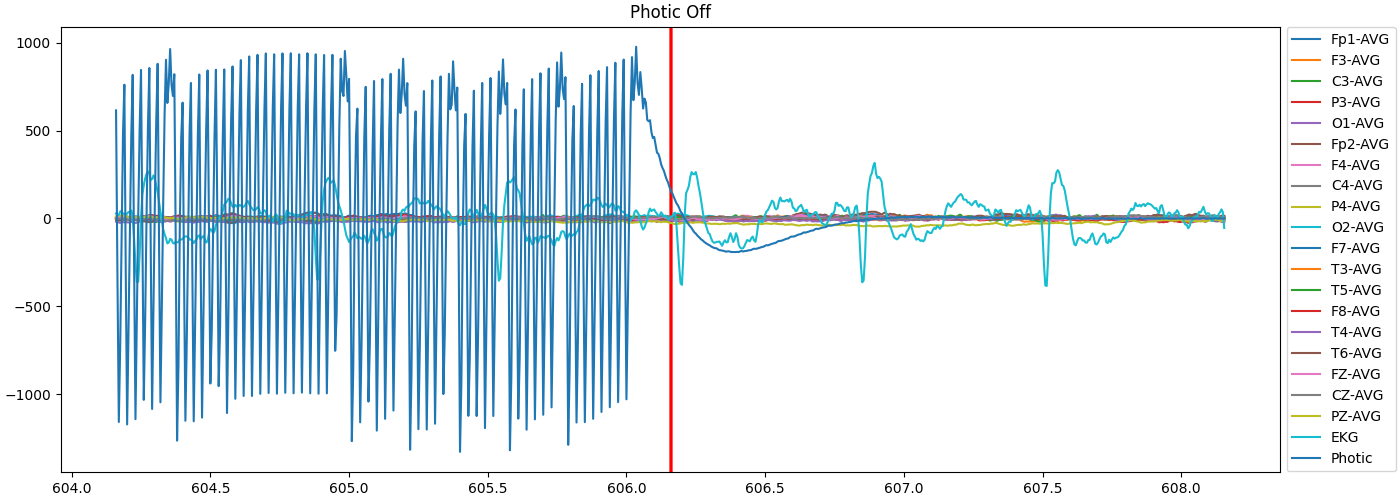 Photic Off
1000
500
0
−500
−1000
604.0 604.5 605.0 605.5 606.0 606.5 607.0 607.5 608.0
Fp1-AVG
F3-AVG
C3-AVG
P3-AVG
O1-AVG
Fp2-AVG
F4-AVG
C4-AVG
P4-AVG
O2-AVG
F7-AVG
T3-AVG
T5-AVG
F8-AVG
T4-AVG
T6-AVG
FZ-AVG
CZ-AVG
PZ-AVG
EKG
Photic